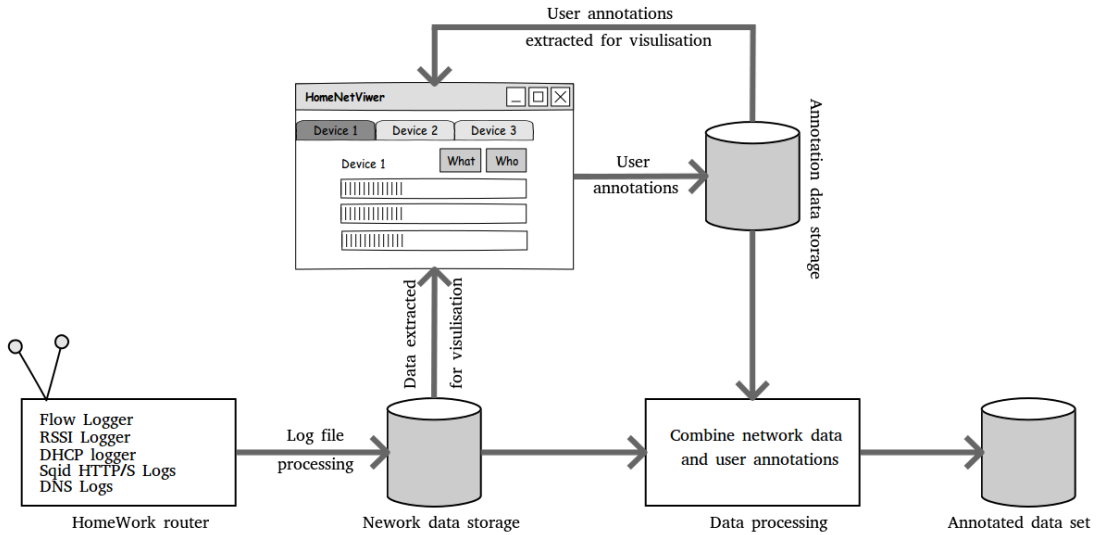 User annotations
extracted for visulisation
HomeNetViwer
Device 1 Device 2 Device 3
Device 1 What Who
User
annotations
Annotation data
storage
Data extracted
for visulisation
Flow Logger
RSSI Logger
DHCP logger
Sqid HTTP/S Logs
DNS Logs
HomeWork router
Log file
processing
Nework data storage
Combine network data
and user annotations
Data processing
Annotated data set